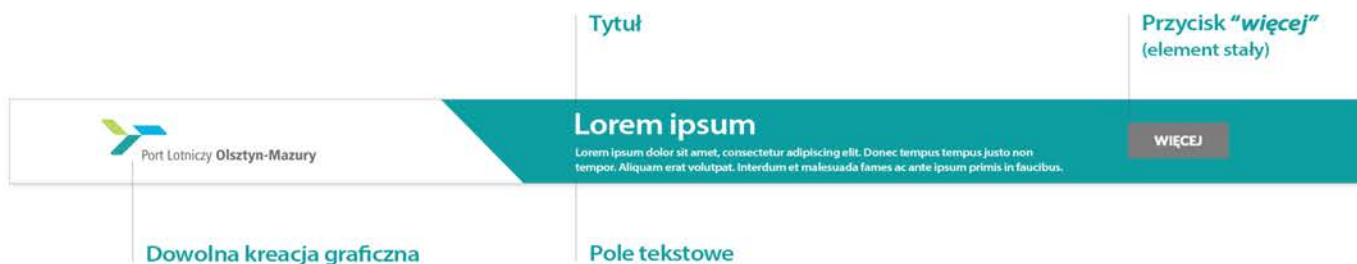 Tytuł
Przycisk “więcej”
(element stały)
Port Lotniczy Olsztyn-Mazury
Lorem ipsum
Lorem ipsum dolor sit amet, consectetur adipiscing elit. Donec tempus tempus justo non
tempor. Aliquam erat volutpat. Interdum et malesuada fames ac ante ipsum primis in faucibus.
WIĘCEJ
Dowolna kreacja graficzna
Pole tekstowe